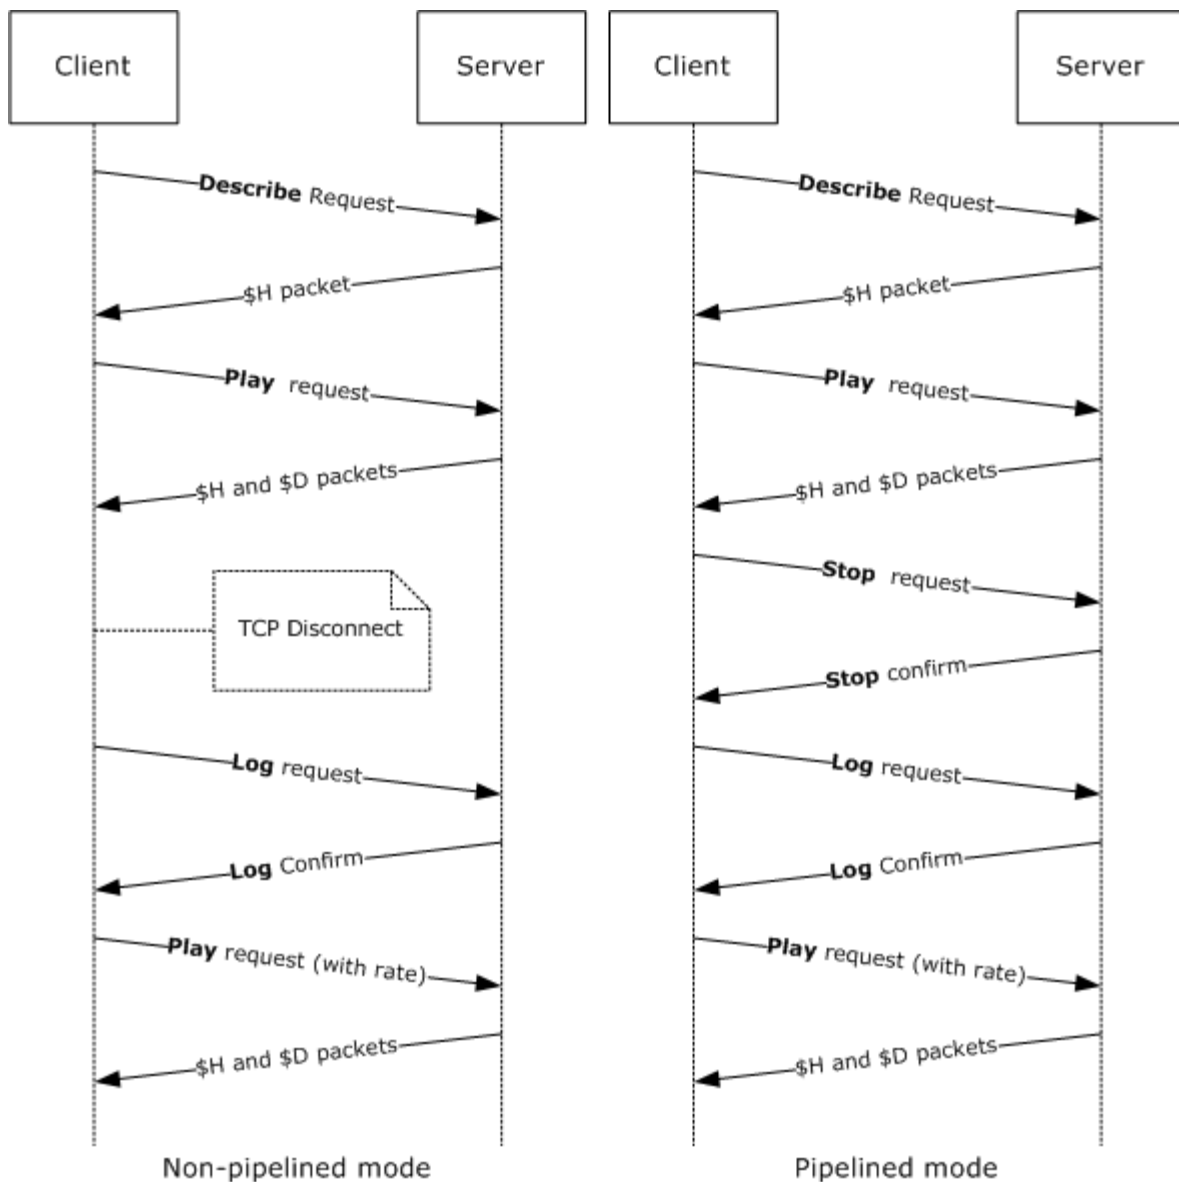 Client
Server
Describe Request
$H packet
Play request
$H and $D packets
TCP Disconnect
Log request
Log Confirm
Play request (with rate)
$H and $D packets
Non-pipelined mode
Client
Server
Describe Request
$H packet
Play request
$H and $D packets
Stop request
Stop confirm
Log request
Log Confirm
Play request (with rate)
$H and $D packets
Pipelined mode